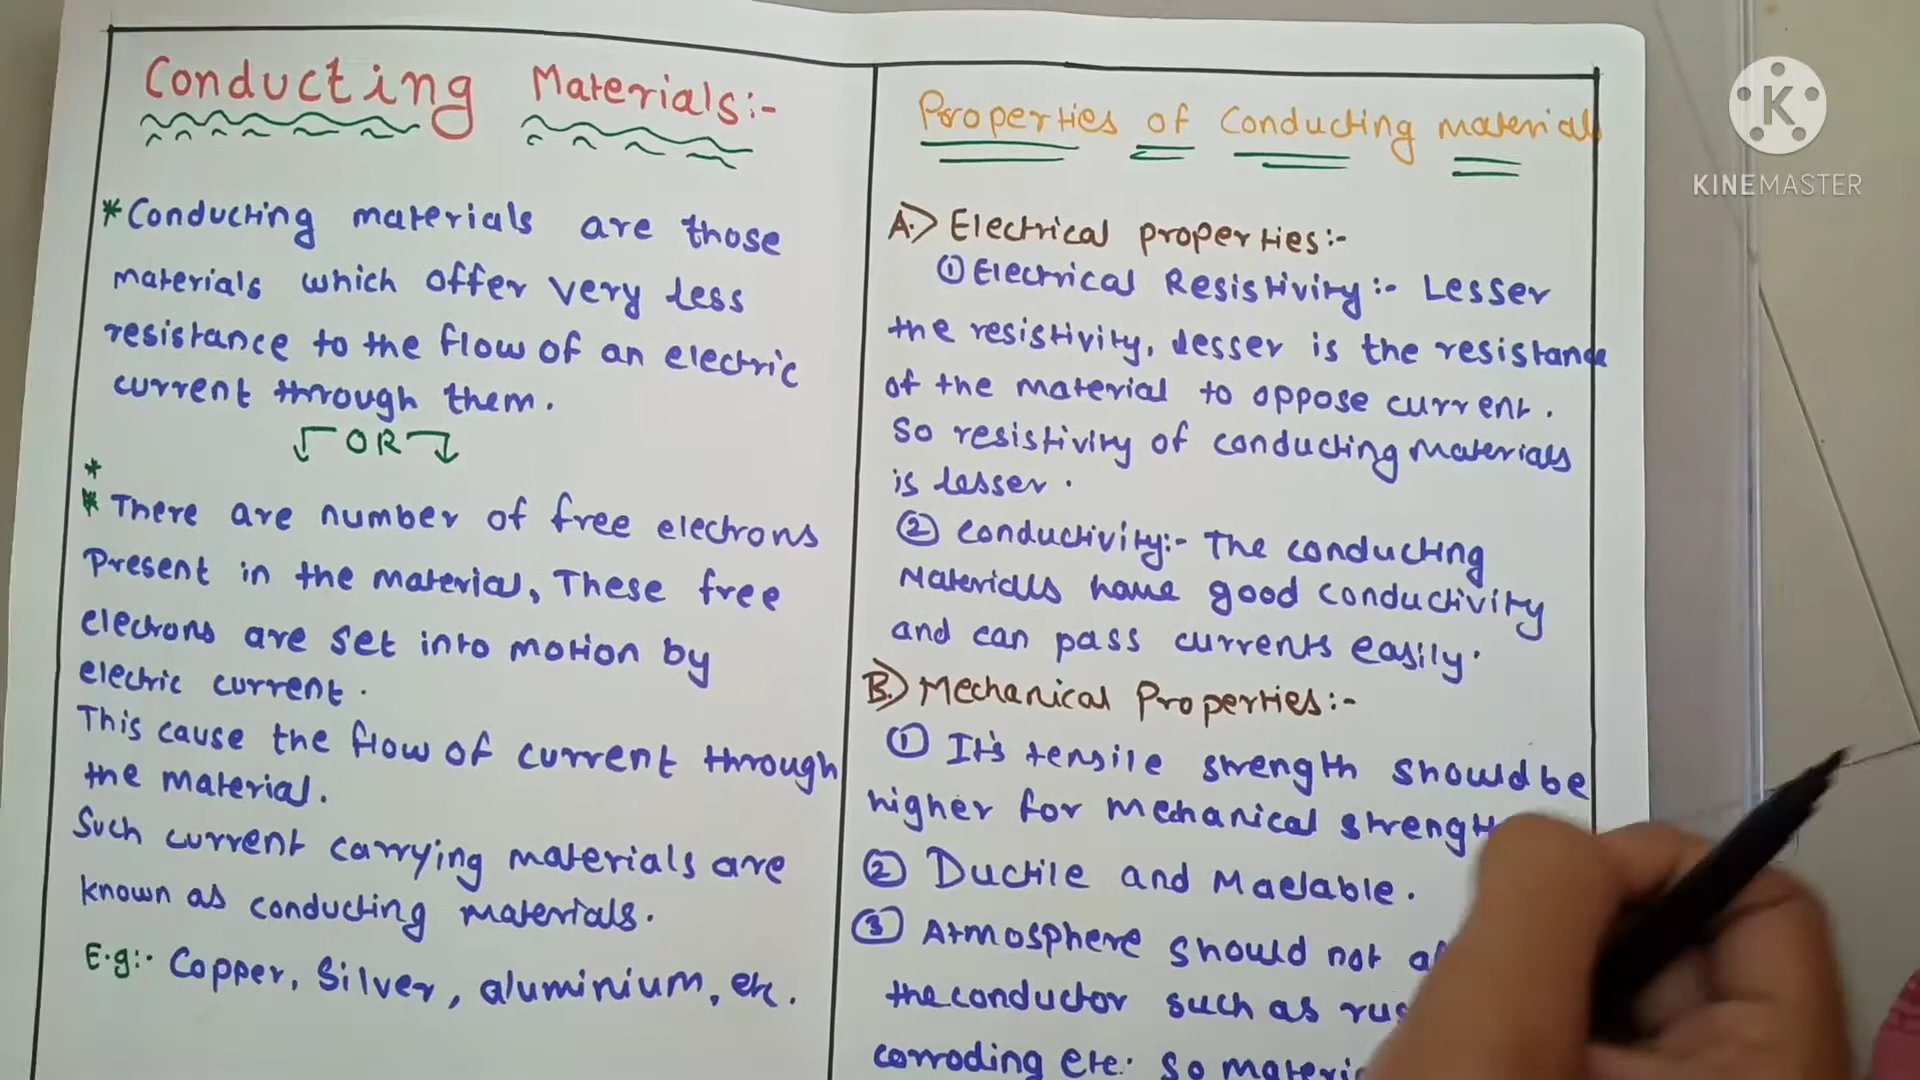 Conducting Materials:-
*Conducting materials are those
materials which offer very less
resistance to the flow of an electric
current through them.
OR
*
* There are number of free electrons
Present in the material, These free
electrons are set into motion by
electric current.
This cause the flow of current through
the material.
Such current carrying materials are
known as conducting materials.
E.g:- Copper, Silver, aluminium, etc.
Properties of Conducting material
A.> Electrical properties:-
① Electrical Resistivity:- Lesser
the resistivity, lesser is the resistance
of the material to oppose current.
So resistivity of conducting Materials
is lesser.
② Conductivity:- The conducting
Materials have good conductivity
and can pass currents easily.
B.> Mechanical Properties:-
① It's tensile strength should be
higher for mechanical
② Ductile and Maelable.
③ Atmosphere should not
the conductor such as
corroding etc. So
K
KINEMASTER